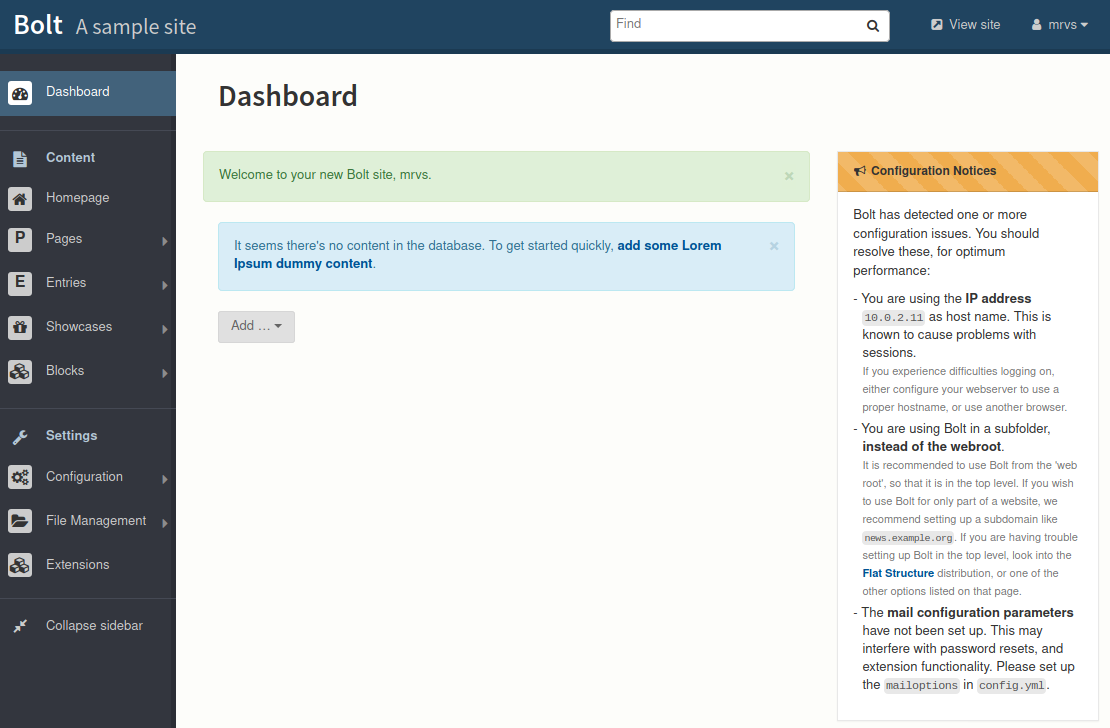 Bolt A sample site
Find
View site
mrvs
Dashboard
Content
Homepage
P Pages
E Entries
Showcases
Blocks
Settings
Configuration
File Management
Extensions
Collapse sidebar
Dashboard
Welcome to your new Bolt site, mrvs. ×
It seems there's no content in the database. To get started quickly, add some Lorem ×
Ipsum dummy content.
Add ...
Configuration Notices
Bolt has detected one or more
configuration issues. You should
resolve these, for optimum
performance:
- You are using the IP address
10.0.2.11 as host name. This is
known to cause problems with
sessions.
If you experience difficulties logging on,
either configure your webserver to use a
proper hostname, or use another browser.
- You are using Bolt in a subfolder,
instead of the webroot.
It is recommended to use Bolt from the 'web
root', so that it is in the top level. If you wish
to use Bolt for only part of a website, we
recommend setting up a subdomain like
news.example.org. If you are having trouble
setting up Bolt in the top level, look into the
Flat Structure distribution, or one of the
other options listed on that page.
- The mail configuration parameters
have not been set up. This may
interfere with password resets, and
extension functionality. Please set up
the mailoptions in config.yml.